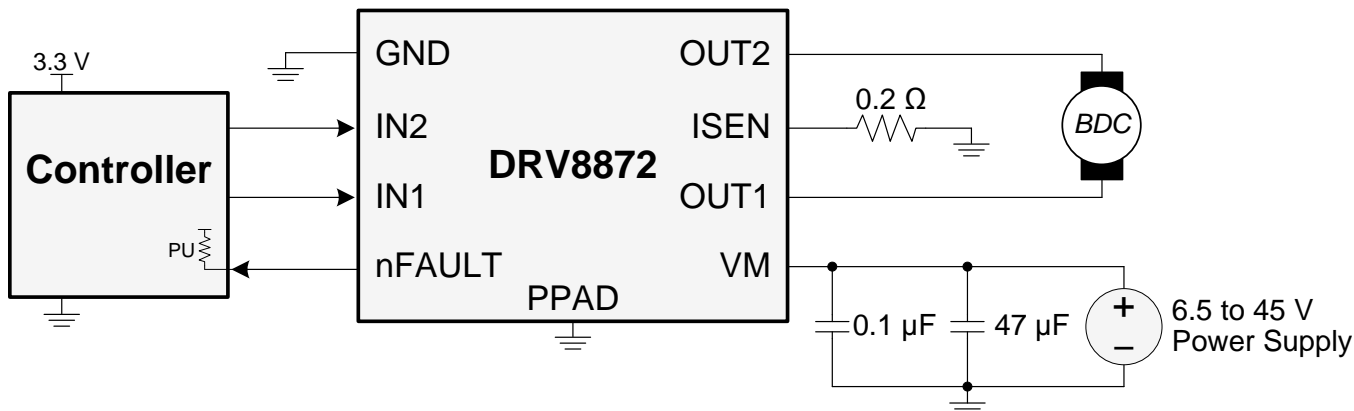 3.3 V
Controller
PU
GND
IN2
IN1
nFAULT
DRV8872
PPAD
OUT2
ISEN
OUT1
VM
0.2 Ω
BDC
0.1 µF
47 µF
+
–
6.5 to 45 V
Power Supply